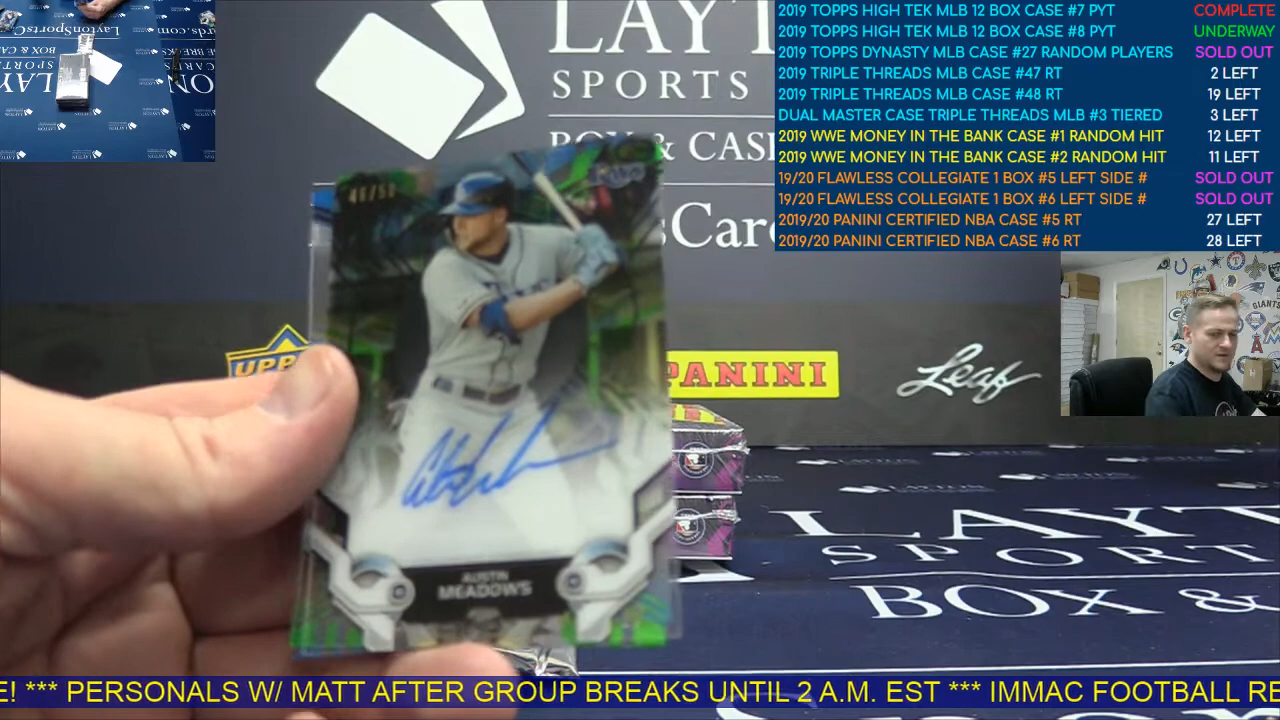 2019 TOPPS HIGH TEK MLB 12 BOX CASE #7 PYT COMPLETE
2019 TOPPS HIGH TEK MLB 12 BOX CASE #8 PYT UNDERWAY
2019 TOPPS DYNASTY MLB CASE #27 RANDOM PLAYERS SOLD OUT
2019 TRIPLE THREADS MLB CASE #47 RT 2 LEFT
2019 TRIPLE THREADS MLB CASE #48 RT 19 LEFT
DUAL MASTER CASE TRIPLE THREADS MLB #3 TIERED 3 LEFT
2019 WWE MONEY IN THE BANK CASE #1 RANDOM HIT 12 LEFT
2019 WWE MONEY IN THE BANK CASE #2 RANDOM HIT 11 LEFT
19/20 FLAWLESS COLLEGIATE 1 BOX #5 LEFT SIDE # SOLD OUT
19/20 FLAWLESS COLLEGIATE 1 BOX #6 LEFT SIDE # SOLD OUT
2019/20 PANINI CERTIFIED NBA CASE #5 RT 27 LEFT
2019/20 PANINI CERTIFIED NBA CASE #6 RT 28 LEFT
LAYT
SPORTS
BOX & CAS
sCar
GIANTS
UPP
PANINI
Leaf
AUSTIN
MEADOWS
LAYT
SPORT
BOX &
E! *** PERSONALS W/ MATT AFTER GROUP BREAKS UNTIL 2 A.M. EST *** IMMAC FOOTBALL RE